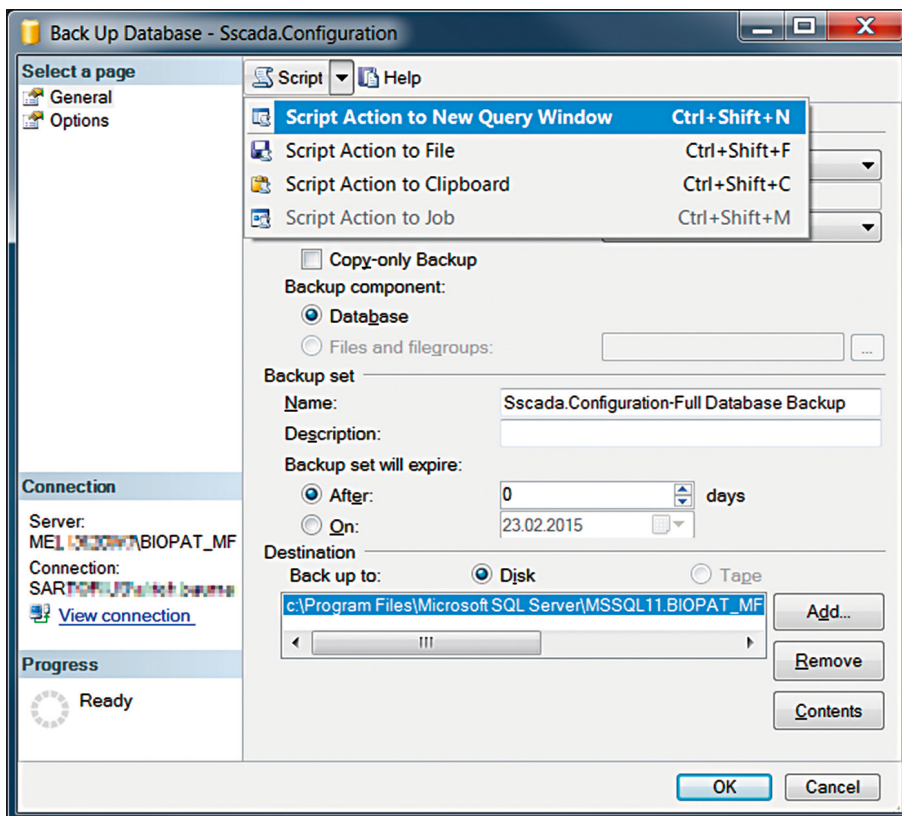 Back Up Database - Sscada.Configuration
Select a page
General
Options
Script Help
Script Action to New Query Window Ctrl+Shift+N
Script Action to File Ctrl+Shift+F
Script Action to Clipboard Ctrl+Shift+C
Script Action to Job Ctrl+Shift+M
Copy-only Backup
Backup component:
Database
Files and filegroups:
...
Backup set
Name: Sscada.Configuration-Full Database Backup
Description:
Backup set will expire:
After: 0 days
On: 23.02.2015
Destination
Back up to: Disk Tape
c:\Program Files\Microsoft SQL Server\MSSQL11.BIOPAT_MF
Add...
Remove
Contents
Connection
Server:
\BIOPAT_MF
Connection:
View connection
Progress
Ready
OK Cancel